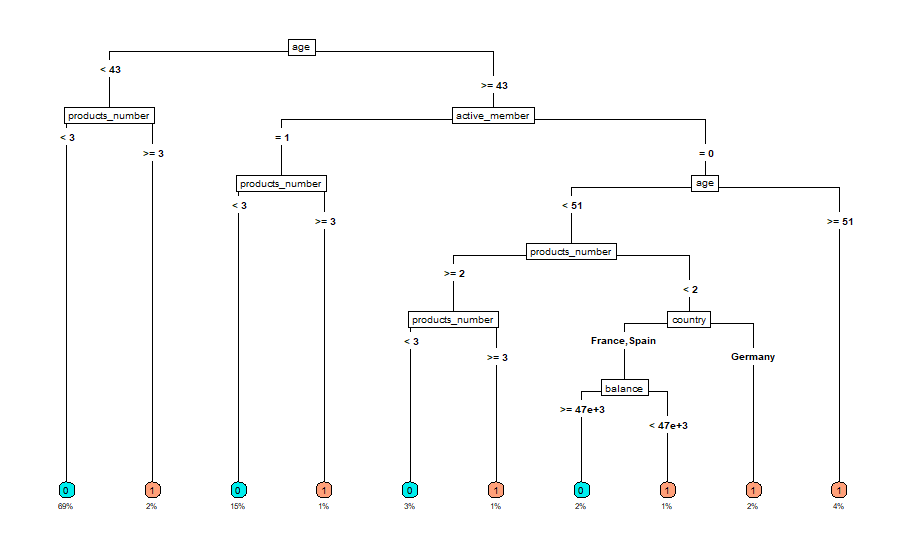 age
< 43
>= 43
products_number
active_member
< 3
>= 3
= 1
= 0
products_number
age
< 3
>= 3
< 51
>= 51
products_number
>= 2
< 2
products_number
country
< 3
>= 3
France,Spain
Germany
balance
>= 47e+3
< 47e+3
0 1 0 1 0 1 0 1 1 1
69% 2% 15% 1% 3% 1% 2% 1% 2% 4%